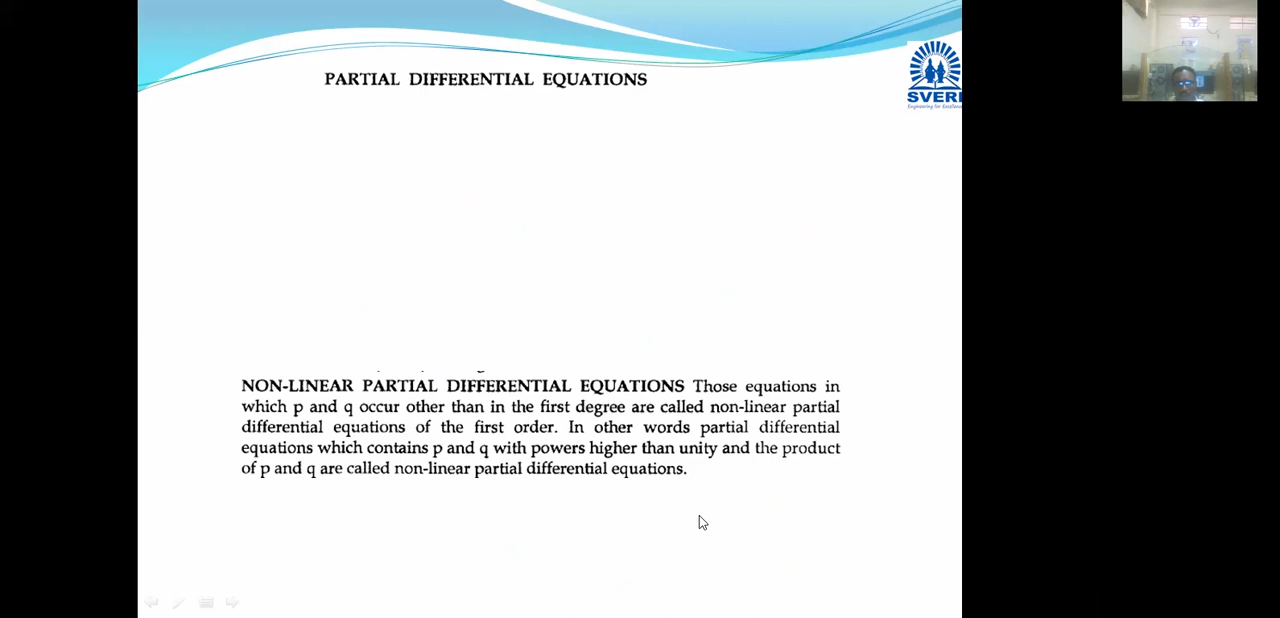 PARTIAL DIFFERENTIAL EQUATIONS
SVERI
Engineering for Excellence
NON-LINEAR PARTIAL DIFFERENTIAL EQUATIONS Those equations in
which p and q occur other than in the first degree are called non-linear partial
differential equations of the first order. In other words partial differential
equations which contains p and q with powers higher than unity and the product
of p and q are called non-linear partial differential equations.